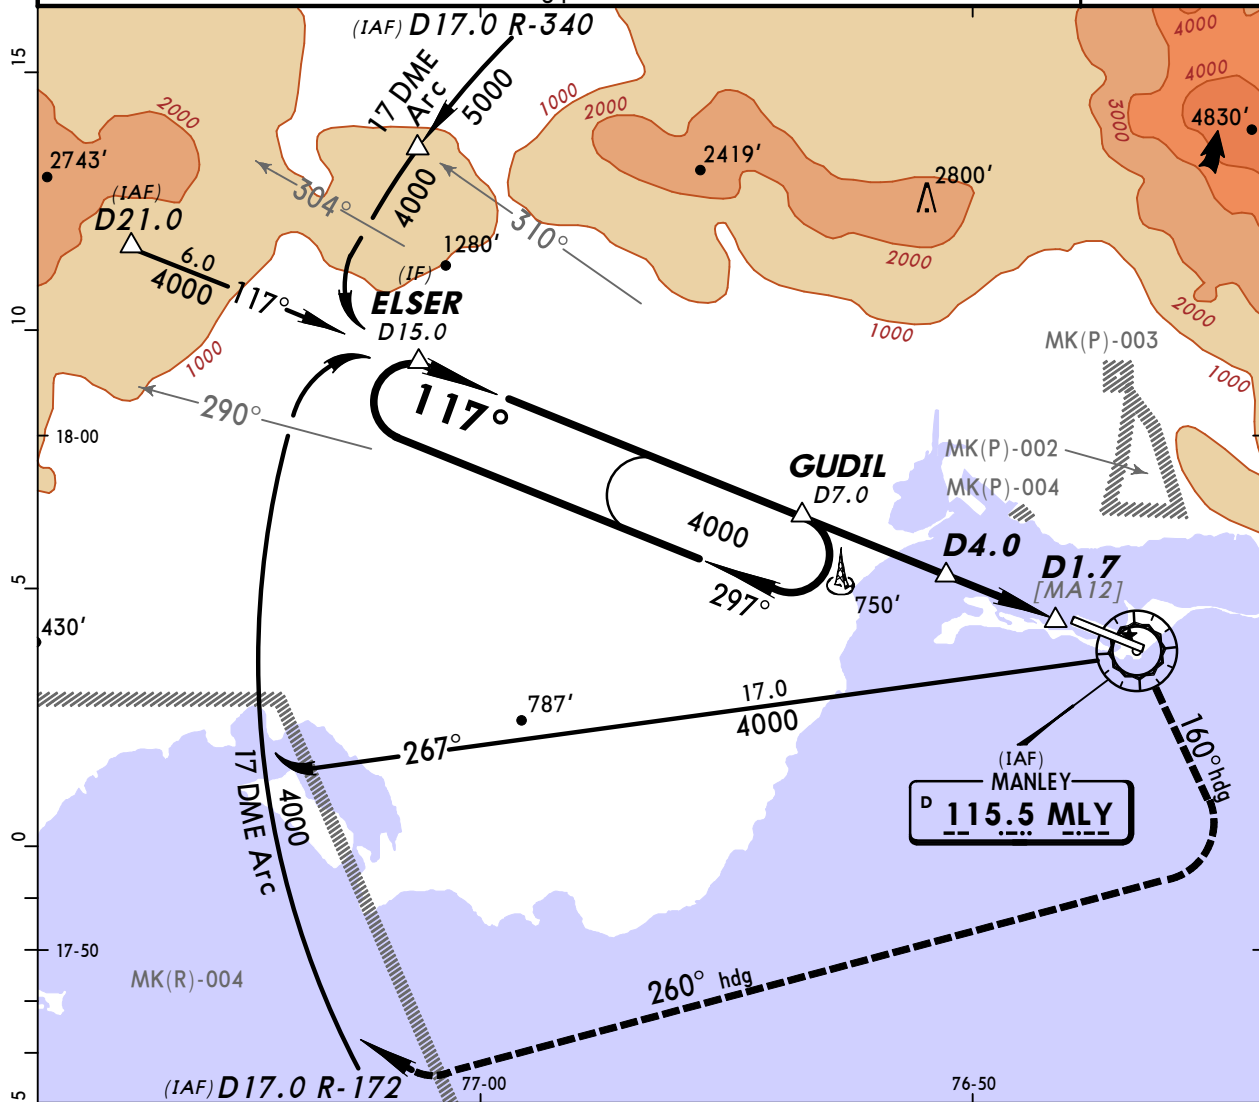 (IAF) D17.0 R-340
17 DME
Arc
5000
4000
1000
2000
2419'
2800'
2000
1000
4000
4000
3000
4830'
2000
1000
15
2000
2743'
(IAF)
D21.0
6.0
4000
117°
304°
310°
1280'
(IF)
ELSER
D15.0
10
1000
290°
117°
MK(P)-003
18-00
MK(P)-002
MK(P)-004
GUDIL
D7.0
4000
297°
750'
D4.0
D1.7
[MA12]
5
430'
787'
17.0
4000
267°
160° hdg
(IAF)
MANLEY
D 115.5 MLY
17 DME Arc
4000
0
17-50
MK(R)-004
260° hdg
(IAF) D17.0 R-172
77-00
76-50
5